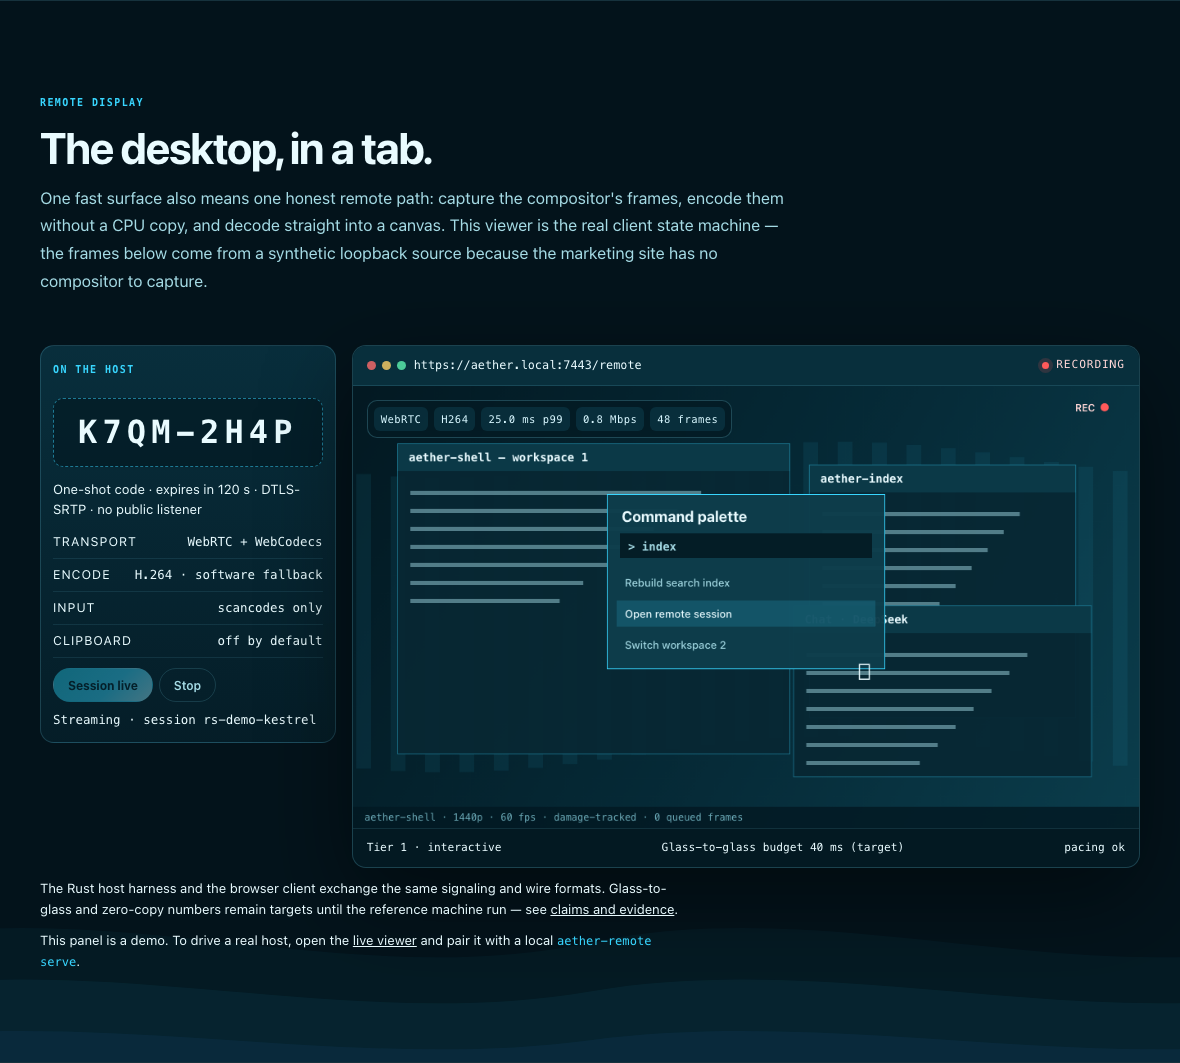 REMOTE DISPLAY
The desktop, in a tab.
One fast surface also means one honest remote path: capture the compositor's frames, encode them
without a CPU copy, and decode straight into a canvas. This viewer is the real client state machine —
the frames below come from a synthetic loopback source because the marketing site has no
compositor to capture.
ON THE HOST
K7QM-2H4P
One-shot code · expires in 120 s · DTLS-
SRTP · no public listener
TRANSPORT WebRTC + WebCodecs
ENCODE H.264 · software fallback
INPUT scancodes only
CLIPBOARD off by default
Session live Stop
Streaming · session rs-demo-kestrel
https://aether.local:7443/remote RECORDING
REC
WebRTC H264 25.0 ms p99 0.8 Mbps 48 frames
aether-shell — workspace 1
aether-index
Command palette
> index
Rebuild search index
Open remote session
Switch workspace 2
Seek
aether-shell · 1440p · 60 fps · damage-tracked · 0 queued frames
Tier 1 · interactive Glass-to-glass budget 40 ms (target) pacing ok
The Rust host harness and the browser client exchange the same signaling and wire formats. Glass-to-
glass and zero-copy numbers remain targets until the reference machine run — see claims and evidence.
This panel is a demo. To drive a real host, open the live viewer and pair it with a local aether-remote
serve.